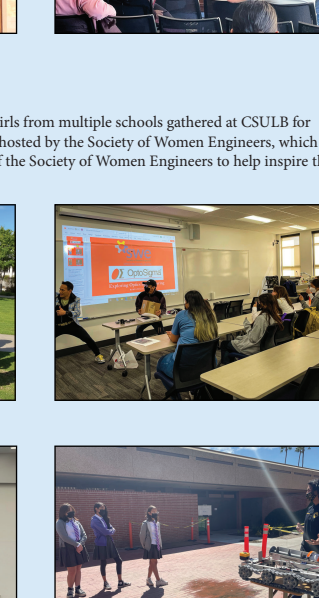 irls from multiple schools gathered at CSULB for
hosted by the Society of Women Engineers, which
f the Society of Women Engineers to help inspire th
OptoSigma